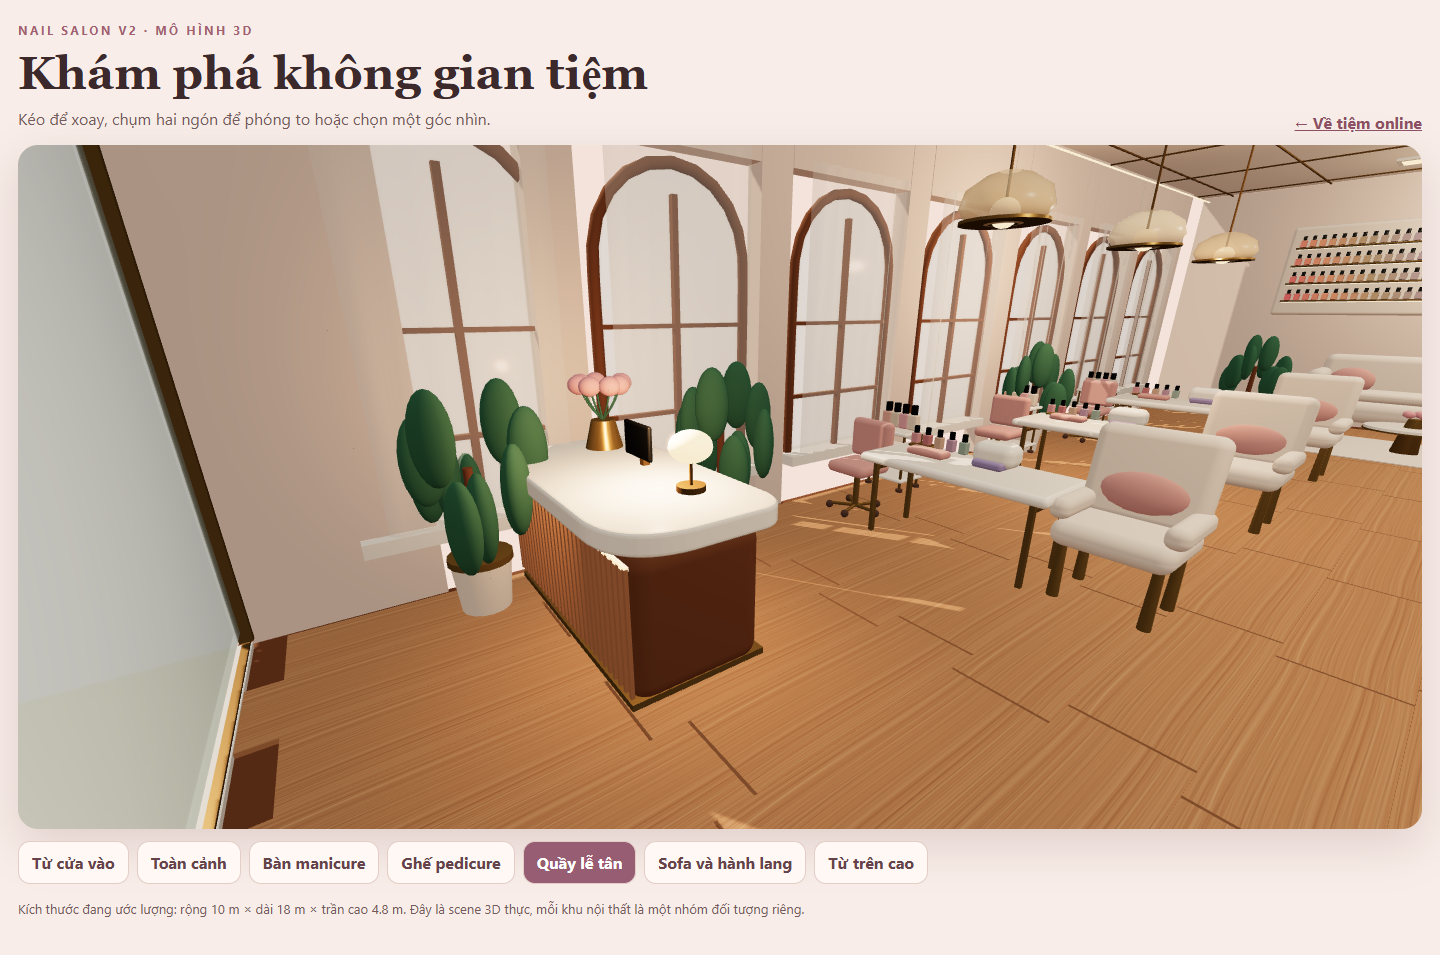 NAIL SALON V2 · MÔ HÌNH 3D
Khám phá không gian tiệm
Kéo để xoay, chụm hai ngón để phóng to hoặc chọn một góc nhìn.
← Về tiệm online
Từ cửa vào
Toàn cảnh
Bàn manicure
Ghế pedicure
Quầy lễ tân
Sofa và hành lang
Từ trên cao
Kích thước đang ước lượng: rộng 10 m × dài 18 m × trần cao 4.8 m. Đây là scene 3D thực, mỗi khu nội thất là một nhóm đối tượng riêng.